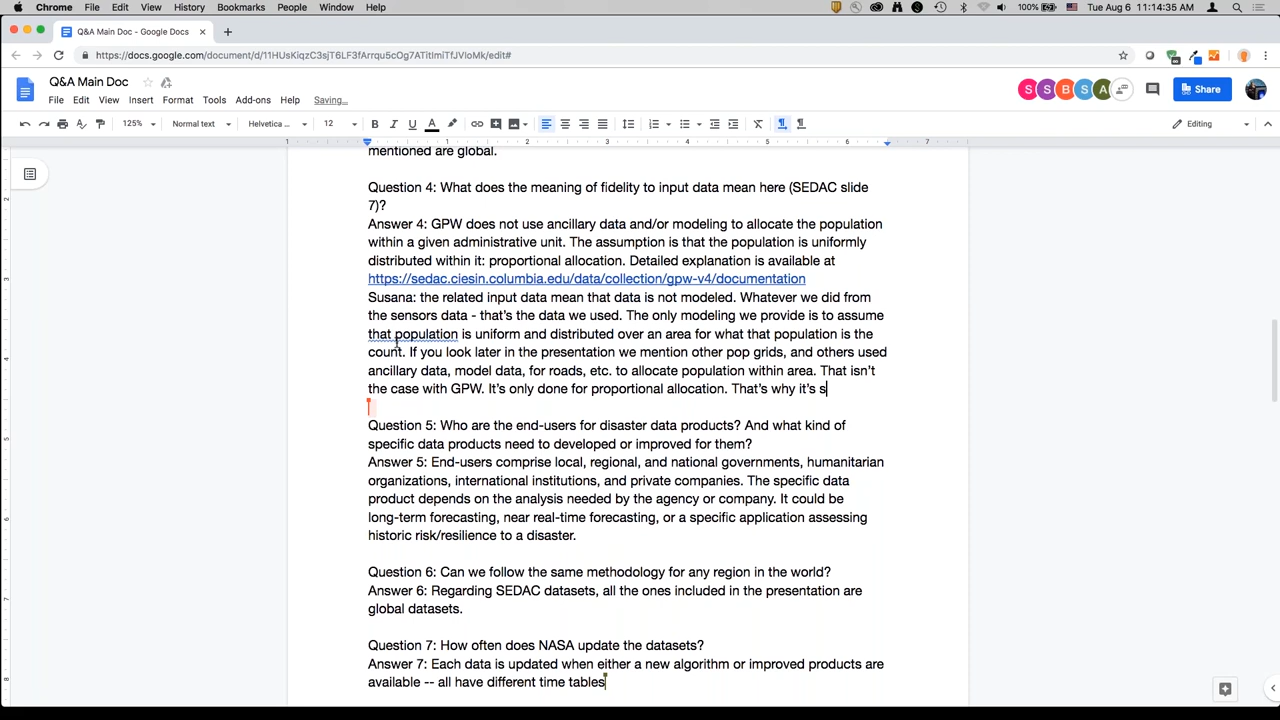 Chrome File Edit View History Bookmarks People Window Help 100% Tue Aug 6 11:14:35 AM
Q&A Main Doc - Google Docs
https://docs.google.com/document/d/11HUsKiqzC3sjT6LF3fArrqu5cOg7ATitImiTfJVIoMk/edit#
Q&A Main Doc
File Edit View Insert Format Tools Add-ons Help Saving...
S S B S A Share
125% Normal text Helvetica ... 12 B I U A Editing
1 1 2 3 4 5 6 7
mentioned are global.
Question 4: What does the meaning of fidelity to input data mean here (SEDAC slide
7)?
Answer 4: GPW does not use ancillary data and/or modeling to allocate the population
within a given administrative unit. The assumption is that the population is uniformly
distributed within it: proportional allocation. Detailed explanation is available at
https://sedac.ciesin.columbia.edu/data/collection/gpw-v4/documentation
Susana: the related input data mean that data is not modeled. Whatever we did from
the sensors data - that's the data we used. The only modeling we provide is to assume
that population is uniform and distributed over an area for what that population is the
count. If you look later in the presentation we mention other pop grids, and others used
ancillary data, model data, for roads, etc. to allocate population within area. That isn't
the case with GPW. It's only done for proportional allocation. That's why it's s
Question 5: Who are the end-users for disaster data products? And what kind of
specific data products need to developed or improved for them?
Answer 5: End-users comprise local, regional, and national governments, humanitarian
organizations, international institutions, and private companies. The specific data
product depends on the analysis needed by the agency or company. It could be
long-term forecasting, near real-time forecasting, or a specific application assessing
historic risk/resilience to a disaster.
Question 6: Can we follow the same methodology for any region in the world?
Answer 6: Regarding SEDAC datasets, all the ones included in the presentation are
global datasets.
Question 7: How often does NASA update the datasets?
Answer 7: Each data is updated when either a new algorithm or improved products are
available -- all have different time tables